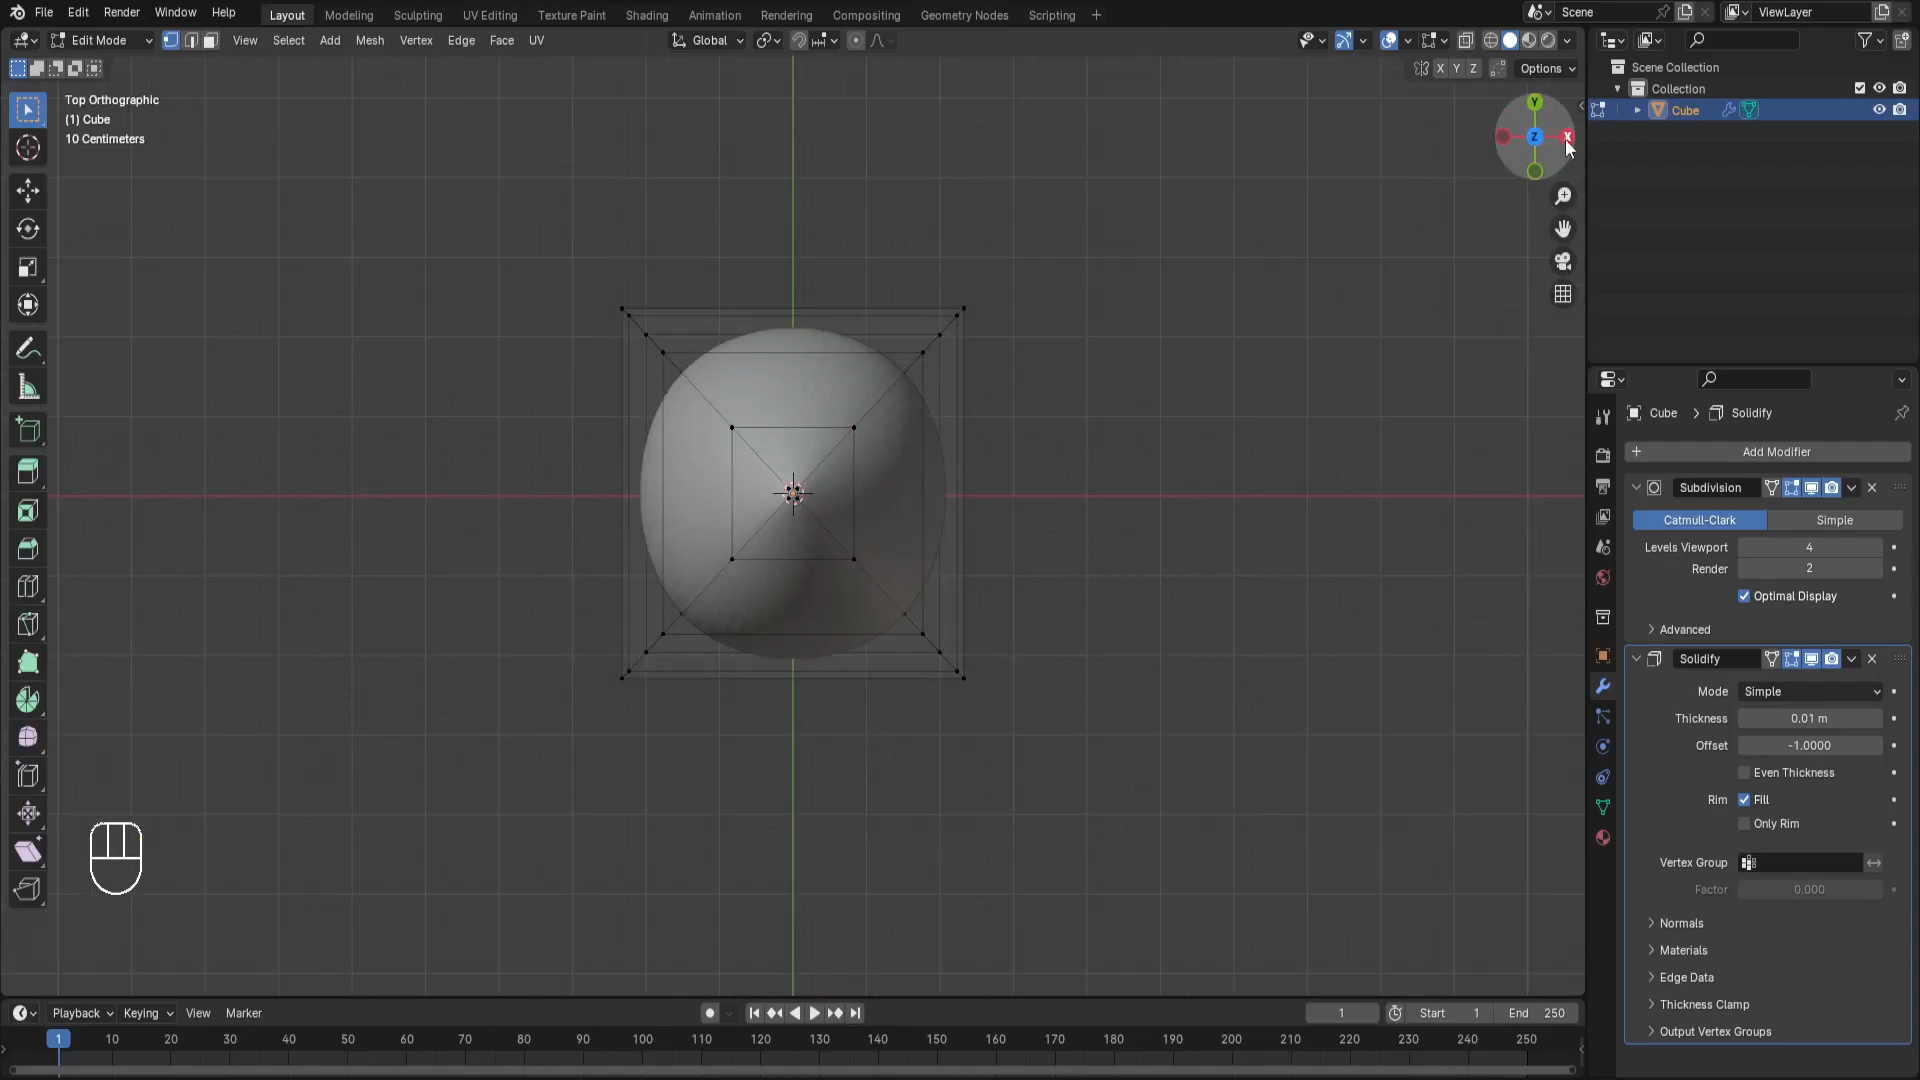 File Edit Render Window Help Layout Modeling Sculpting UV Editing Texture Paint Shading Animation Rendering Compositing Geometry Nodes Scripting + Scene ViewLayer
Edit Mode View Select Add Mesh Vertex Edge Face UV Global
X Y Z Options
Top Orthographic
(1) Cube
10 Centimeters
Y
Z X
Scene Collection
Collection
Cube
Cube > Solidify
+ Add Modifier
Subdivision
Catmull-Clark Simple
Levels Viewport 4
Render 2
Optimal Display
Advanced
Solidify
Mode Simple
Thickness 0.01 m
Offset -1.0000
Even Thickness
Rim Fill
Only Rim
Vertex Group
Factor 0.000
Normals
Materials
Edge Data
Thickness Clamp
Output Vertex Groups
Playback Keying View Marker 1 Start 1 End 250
1 10 20 30 40 50 60 70 80 90 100 110 120 130 140 150 160 170 180 190 200 210 220 230 240 250